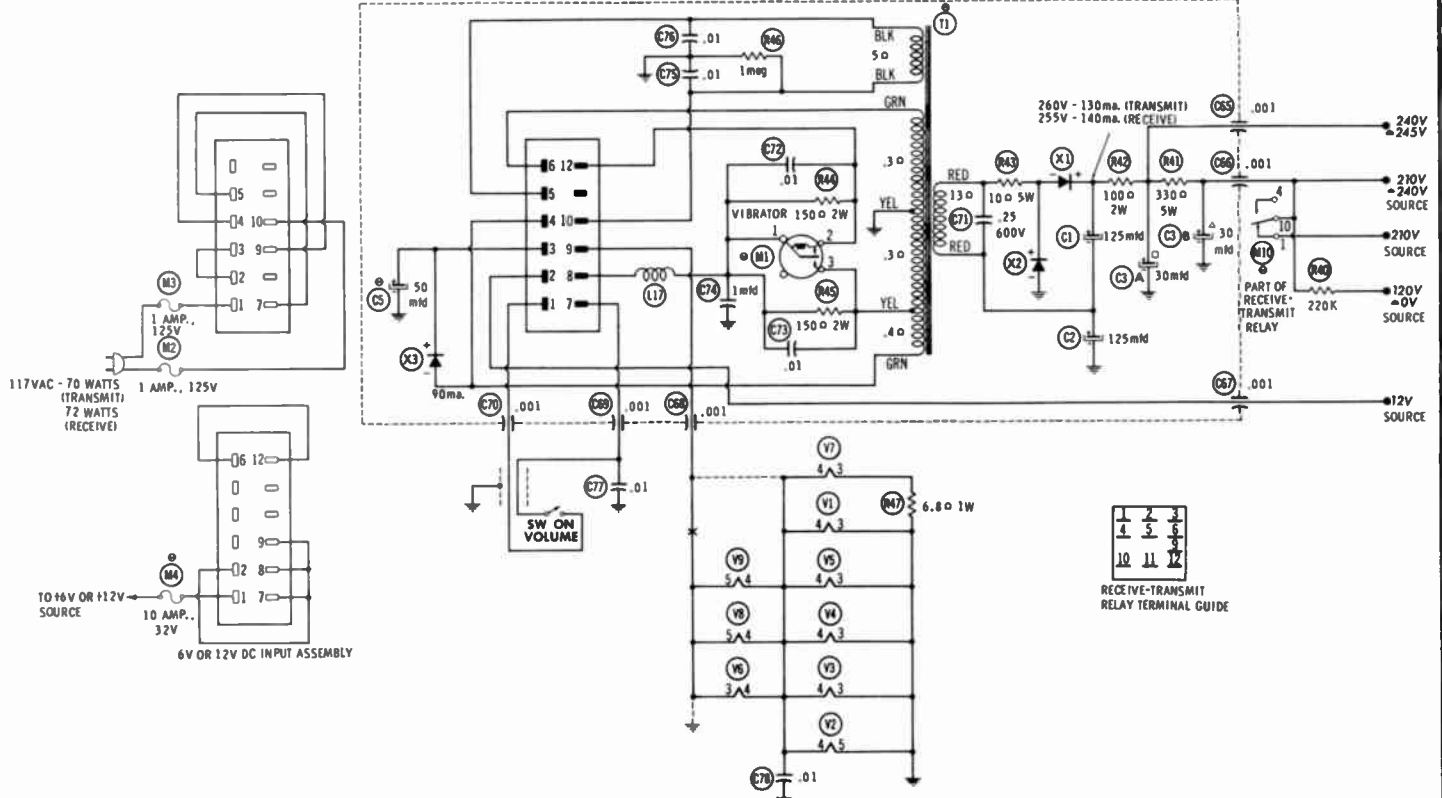 T1
C76 .01
R46
1meg
C75 .01
BLK
5Ω
BLK
GRN
6 12
5
4 10
3 9
2 8
1 7
C72
.01
R44
150Ω 2W
VIBRATOR
1
2
M1
3
R45
150Ω 2W
C74
1mfd
C73
.01
L17
.3Ω
YEL
.3Ω
YEL
.4Ω
GRN
RED
13Ω
RED
C71
.25
600V
R43
10Ω 5W
X1
- +
X2
+
-
260V - 130ma. (TRANSMIT)
255V - 140ma. (RECEIVE)
R42
100Ω
2W
R41
330Ω
5W
C1 125mfd
C2 125mfd
C3 A
30mfd
C3 B
30
mfd
C65 .001
C66 .001
C67 .001
240V
245V
210V
240V
SOURCE
210V
SOURCE
120V
0V
SOURCE
12V
SOURCE
4
10
1
M10
PART OF
RECEIVE-
TRANSMIT
RELAY
R40
220K
5
4 10
3 9
2
1 7
M3
1 AMP.,
125V
M2
1 AMP., 125V
117VAC - 70 WATTS
(TRANSMIT)
72 WATTS
(RECEIVE)
C5
50
mfd
X3
+
-
90ma.
C70 .001
C69 .001
C68 .001
C77 .01
SW ON
VOLUME
6 12
9
2 8
1 7
M4
TO +6V OR +12V
SOURCE
10 AMP.,
32V
6V OR 12V DC INPUT ASSEMBLY
V7
4 3
R47
6.8Ω 1W
V1
4 3
V9
5 4
V5
4 3
V8
5 4
V4
4 3
V6
3 4
V3
4 3
V2
4 5
C78 .01
1 2 3
4 5 6
9
10 11 12
RECEIVE-TRANSMIT
RELAY TERMINAL GUIDE